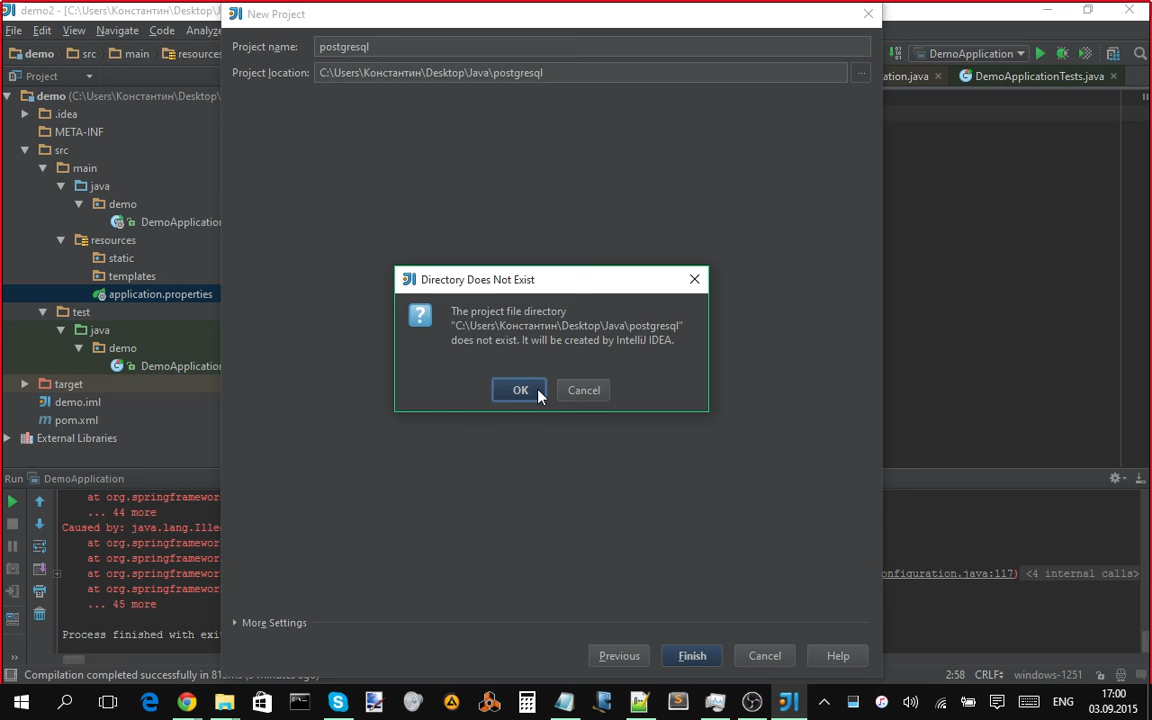 demo2 - [C:\Users\Константин\Desktop\J
New Project
File Edit View Navigate Code Analyz
Project name: postgresql
Project location: C:\Users\Константин\Desktop\Java\postgresql ...
demo src main resources
DemoApplication
Project
ation.java DemoApplicationTests.java
demo (C:\Users\Константин\Desktop\
.idea
META-INF
src
main
java
demo
DemoApplication
resources
static
templates
application.properties
test
java
demo
DemoApplication
target
demo.iml
pom.xml
External Libraries
Directory Does Not Exist
The project file directory
"C:\Users\Константин\Desktop\Java\postgresql"
does not exist. It will be created by IntelliJ IDEA.
OK Cancel
Run DemoApplication
at org.springframewor
... 44 more
Caused by: java.lang.Ille
at org.springframewor
at org.springframewor
at org.springframewor
onfiguration.java:117) <4 internal calls>
at org.springframewor
... 45 more
Process finished with exi
More Settings
Previous Finish Cancel Help
Compilation completed successfully in 81
2:58 CRLF windows-1251
ENG
17:00
03.09.2015